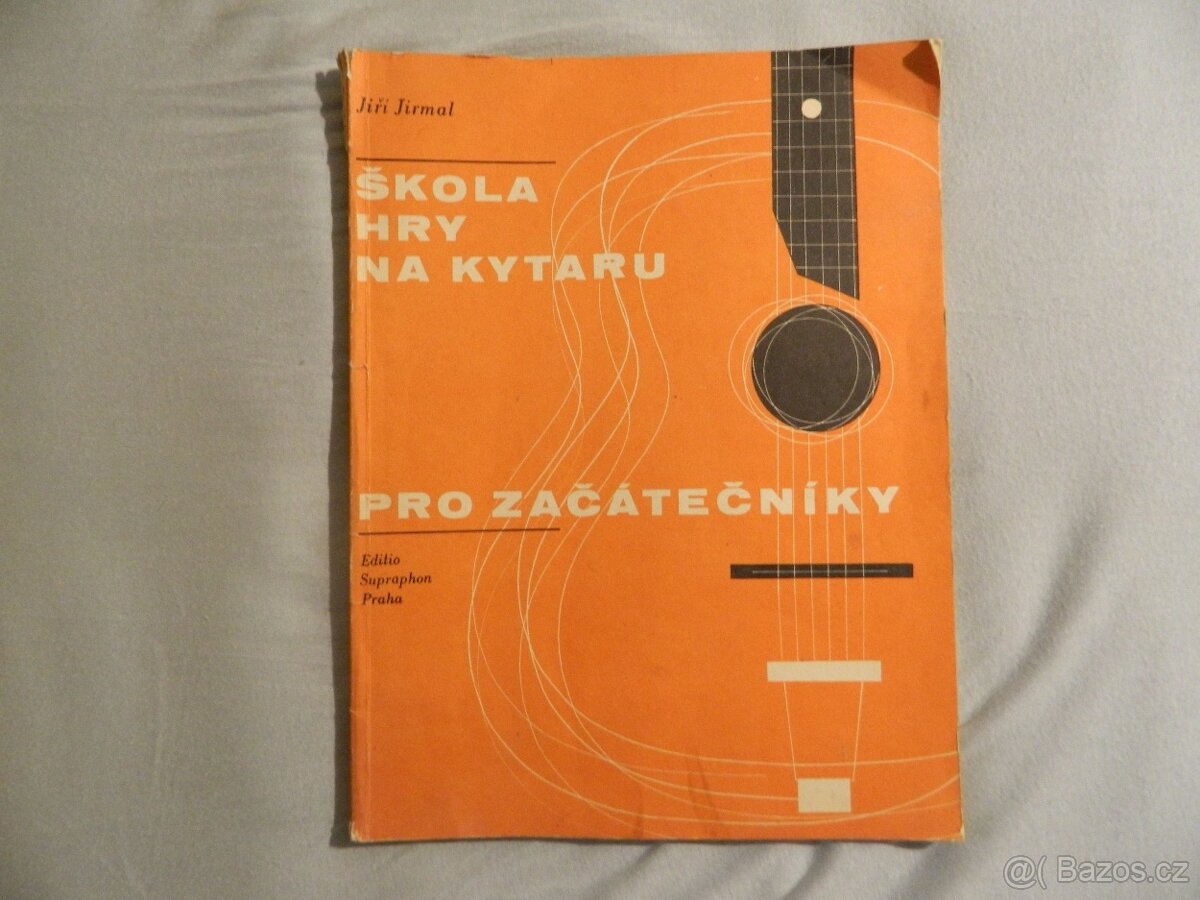 Jiří Jirmal
ŠKOLA
HRY
NA KYTARU
PRO ZAČÁTEČNÍKY
Editio
Supraphon
Praha
@( Bazos.cz